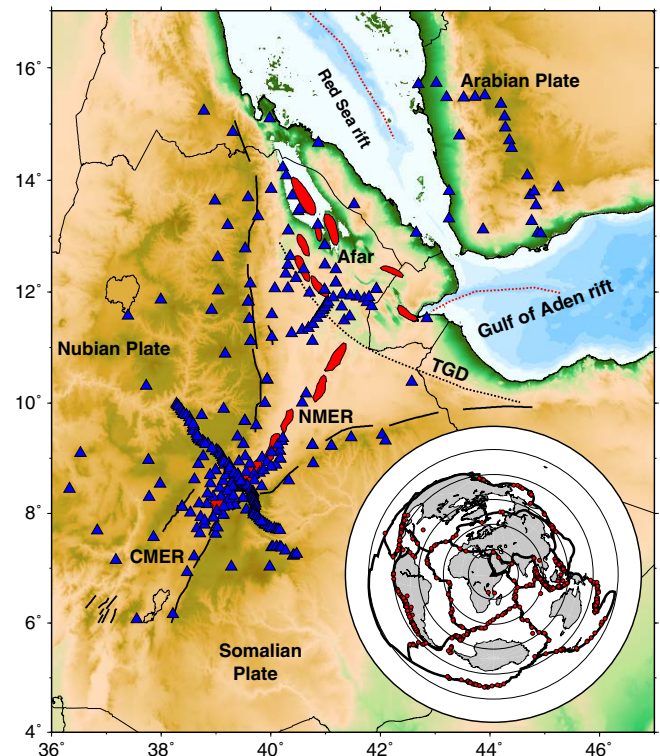 16°
Arabian Plate
Red Sea rift
14°
Afar
12°
Gulf of Aden rift
Nubian Plate
TGD
10°
NMER
8°
CMER
6°
Somalian
Plate
4°
36 38 40 42 44 46